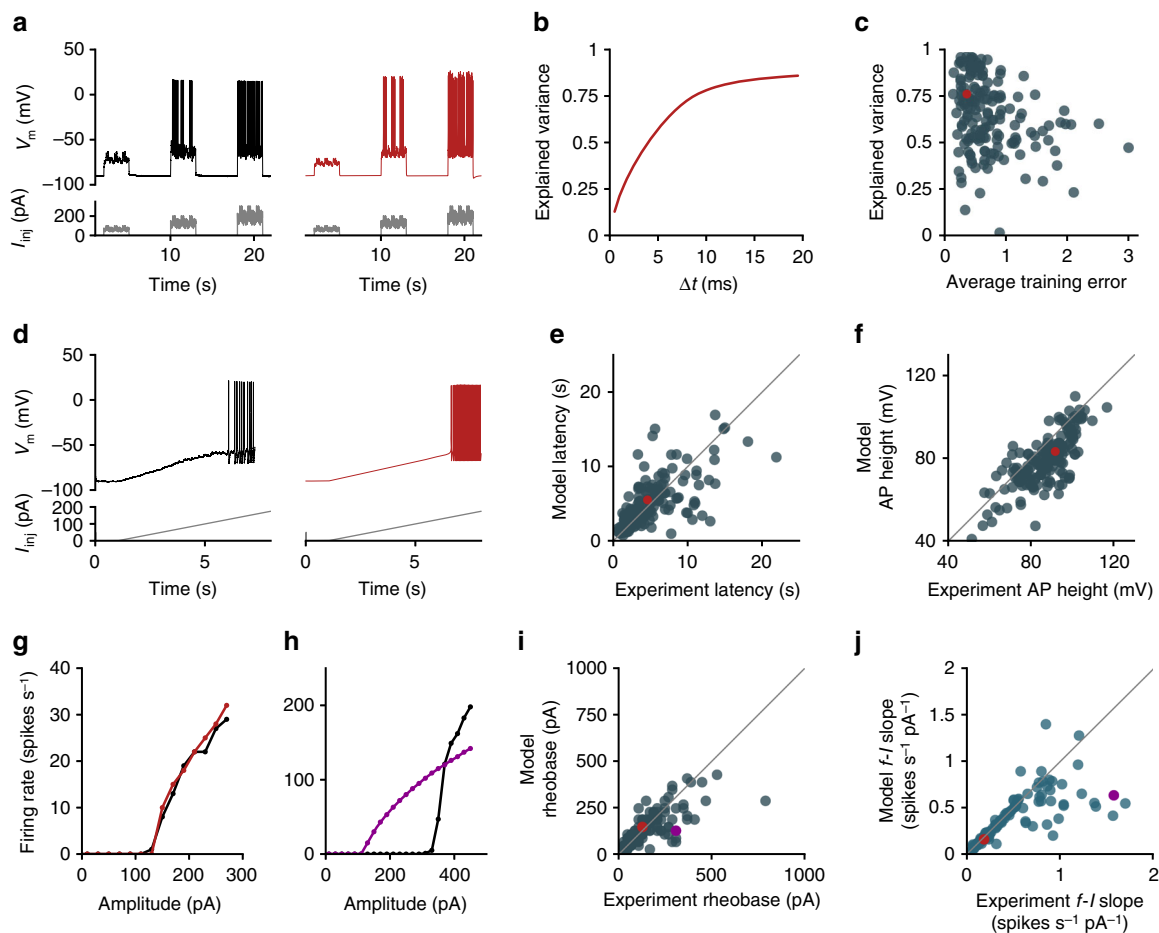 a
50
0
−50
−100
Vm (mV)
200
0
Iinj (pA)
10
20
Time (s)
10
20
Time (s)
b
1
0.75
0.5
0.25
0
Explained variance
0
5
10
15
20
Δt (ms)
c
1
0.75
0.5
0.25
0
Explained variance
0
1
2
3
Average training error
d
50
0
−50
−100
Vm (mV)
200
100
0
Iinj (pA)
0
5
Time (s)
0
5
Time (s)
e
20
10
0
Model latency (s)
0
10
20
Experiment latency (s)
f
120
80
40
Model
AP height (mV)
40
80
120
Experiment AP height (mV)
g
40
30
20
10
0
Firing rate (spikes s−1)
0
100
200
300
Amplitude (pA)
h
200
100
0
0
200
400
Amplitude (pA)
i
1000
750
500
250
0
Model
rheobase (pA)
0
500
1000
Experiment rheobase (pA)
j
2
1.5
1
0.5
0
Model f-I slope
(spikes s−1 pA−1)
0
1
2
Experiment f-I slope
(spikes s−1 pA−1)